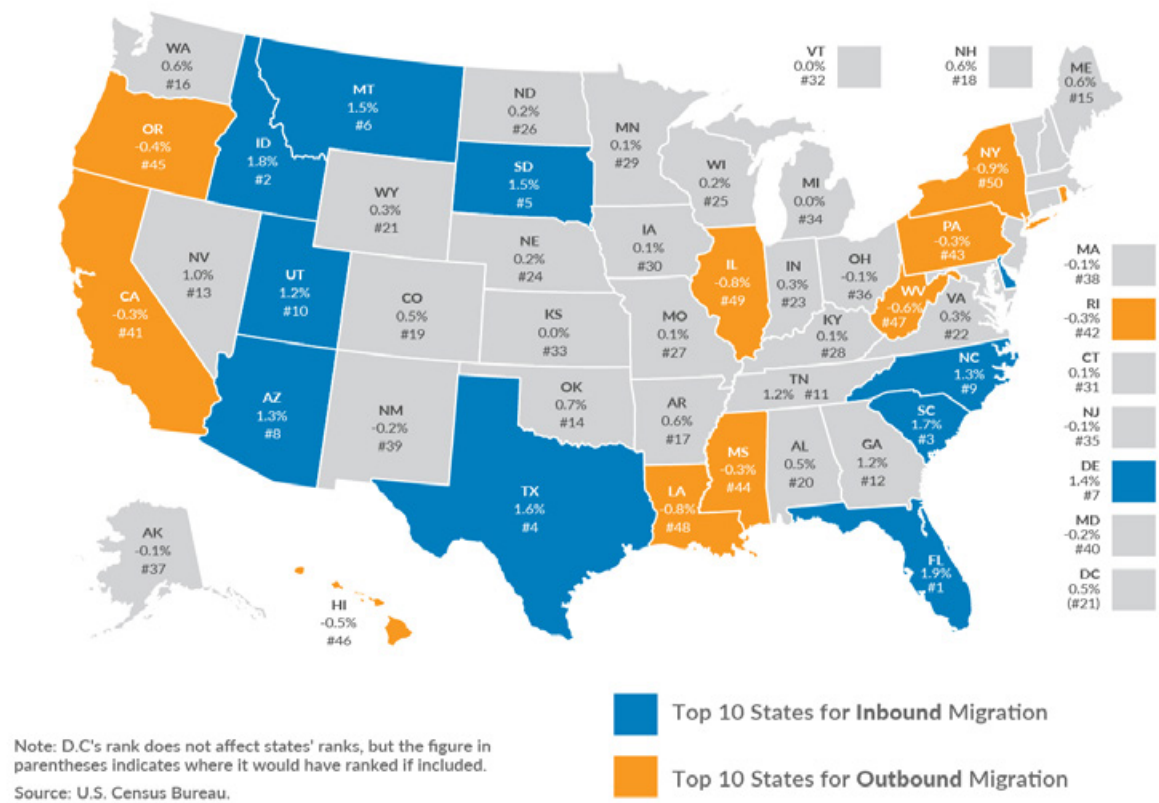 WA
0.6%
#16
MT
1.5%
#6
ND
0.2%
#26
VT
0.0%
#32
NH
0.6%
#18
ME
0.6%
#15
OR
-0.4%
#45
ID
1.8%
#2
MN
0.1%
#29
SD
1.5%
#5
WI
0.2%
#25
MI
0.0%
#34
NY
-0.9%
#50
WY
0.3%
#21
NV
1.0%
#13
UT
1.2%
#10
NE
0.2%
#24
IA
0.1%
#30
IL
-0.8%
#49
IN
0.3%
#23
OH
-0.1%
#36
PA
-0.3%
#43
MA
-0.1%
#38
CA
-0.3%
#41
CO
0.5%
#19
KS
0.0%
#33
MO
0.1%
#27
KY
0.1%
#28
WV
-0.6%
#47
VA
0.3%
#22
RI
-0.3%
#42
AZ
1.3%
#8
NM
-0.2%
#39
OK
0.7%
#14
AR
0.6%
#17
TN
1.2% #11
NC
1.3%
#9
CT
0.1%
#31
SC
1.7%
#3
NJ
-0.1%
#35
TX
1.6%
#4
LA
-0.8%
#48
MS
-0.3%
#44
AL
0.5%
#20
GA
1.2%
#12
DE
1.4%
#7
AK
-0.1%
#37
HI
-0.5%
#46
FL
1.9%
#1
MD
-0.2%
#40
DC
0.5%
(#21)
Top 10 States for Inbound Migration
Top 10 States for Outbound Migration
Note: D.C's rank does not affect states' ranks, but the figure in
parentheses indicates where it would have ranked if included.
Source: U.S. Census Bureau.